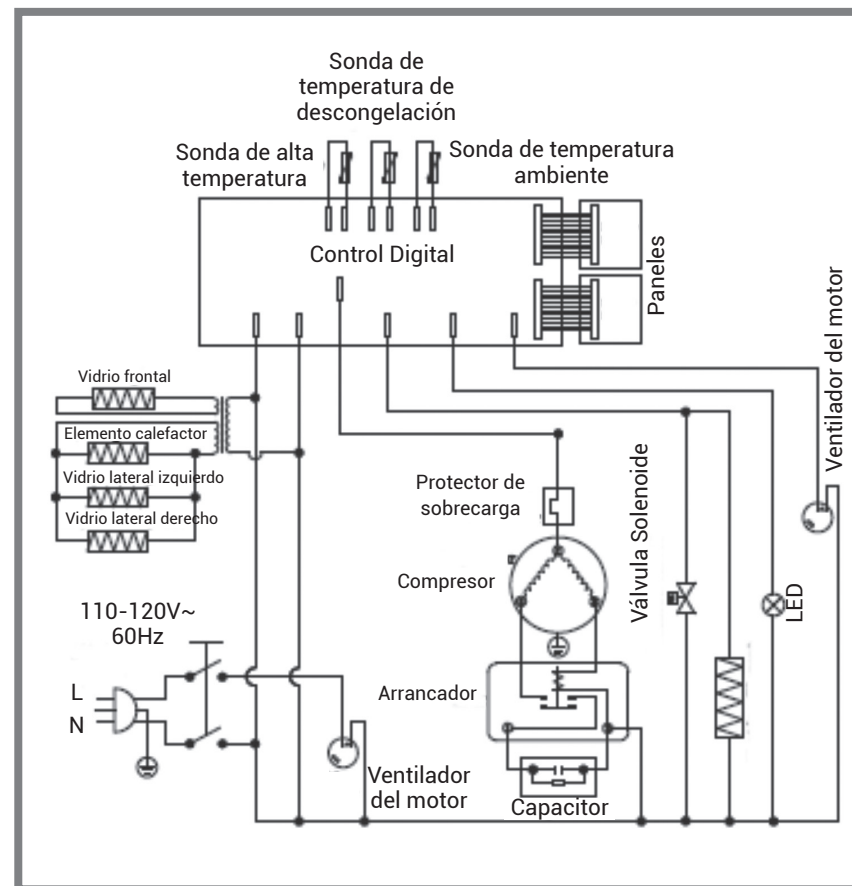 Sonda de
temperatura de
descongelación
Sonda de alta
temperatura
Sonda de temperatura
ambiente
Control Digital
Paneles
Ventilador del motor
Vidrio frontal
Elemento calefactor
Vidrio lateral izquierdo
Vidrio lateral derecho
Protector de
sobrecarga
Compresor
Válvula Solenoide
LED
110-120V~
60Hz
L
N
Arrancador
Ventilador
del motor
Capacitor